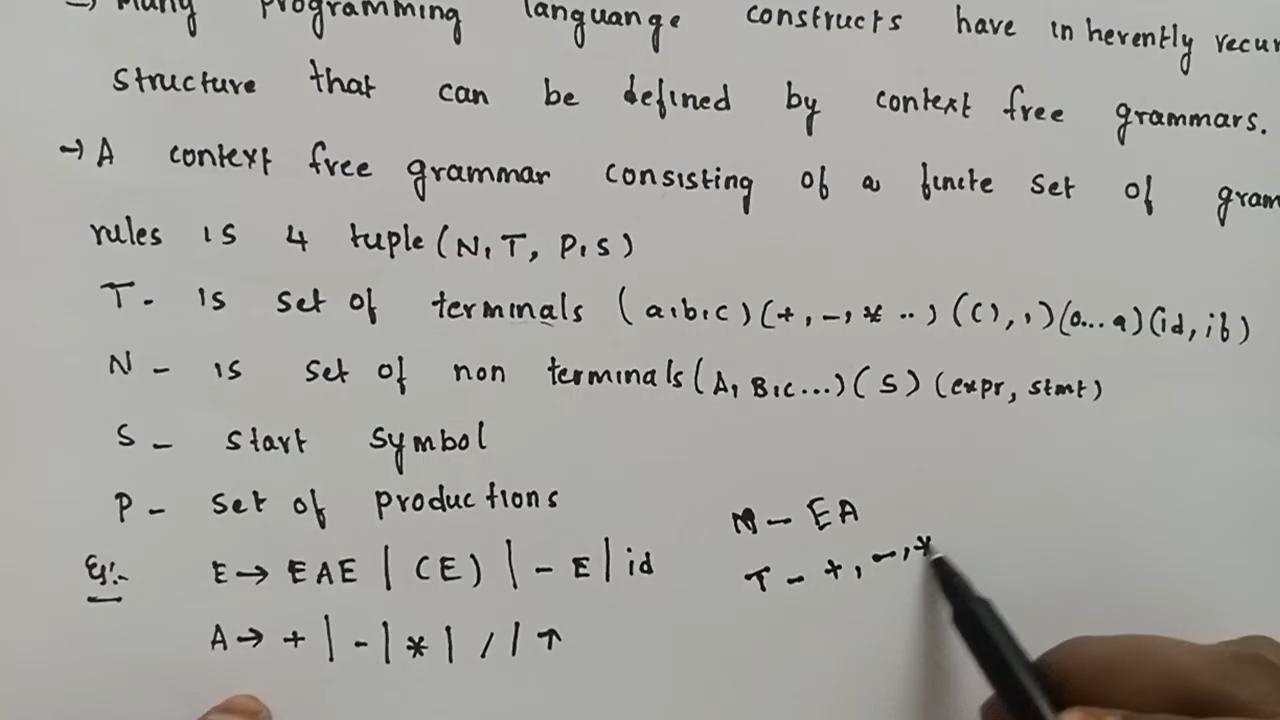 → Many programming languange constructs have inherently recur
structure that can be defined by context free grammars.
→ A context free grammar consisting of a finite set of gram
rules is 4 tuple (N, T, P, S)
T - is set of terminals (a, b, c) (+, -, * ..) ((), ,) (0...9) (id, if)
N - is set of non terminals (A, B, C...) (S) (expr, stmt)
S - start symbol
P - set of productions
Eg:- E → EAE | (E) | - E | id
A → + | - | * | / | ↑
N - EA
T - +, -, *